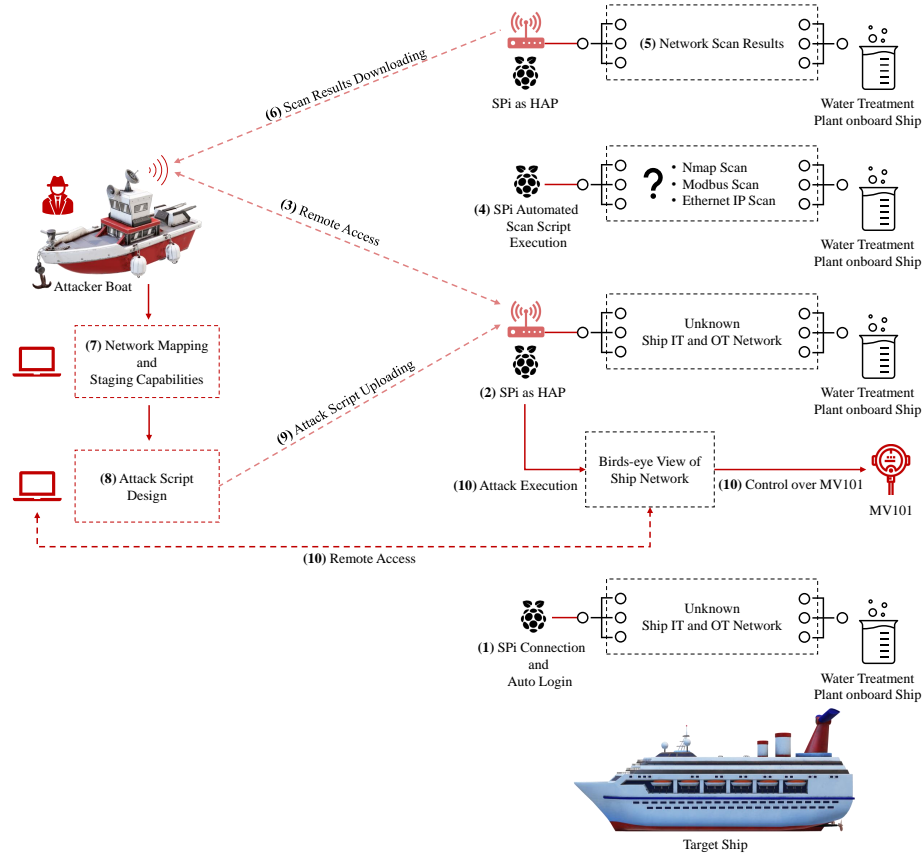 (5) Network Scan Results
SPi as HAP
Water Treatment
Plant onboard Ship
(6) Scan Results Downloading
(3) Remote Access
?
• Nmap Scan
• Modbus Scan
• Ethernet IP Scan
(4) SPi Automated
Scan Script
Execution
Water Treatment
Plant onboard Ship
Attacker Boat
Unknown
Ship IT and OT Network
(2) SPi as HAP
Water Treatment
Plant onboard Ship
(7) Network Mapping
and
Staging Capabilities
(9) Attack Script Uploading
(8) Attack Script
Design
Birds-eye View of
Ship Network
(10) Attack Execution
(10) Control over MV101
MV101
(10) Remote Access
Unknown
Ship IT and OT Network
(1) SPi Connection
and
Auto Login
Water Treatment
Plant onboard Ship
Target Ship